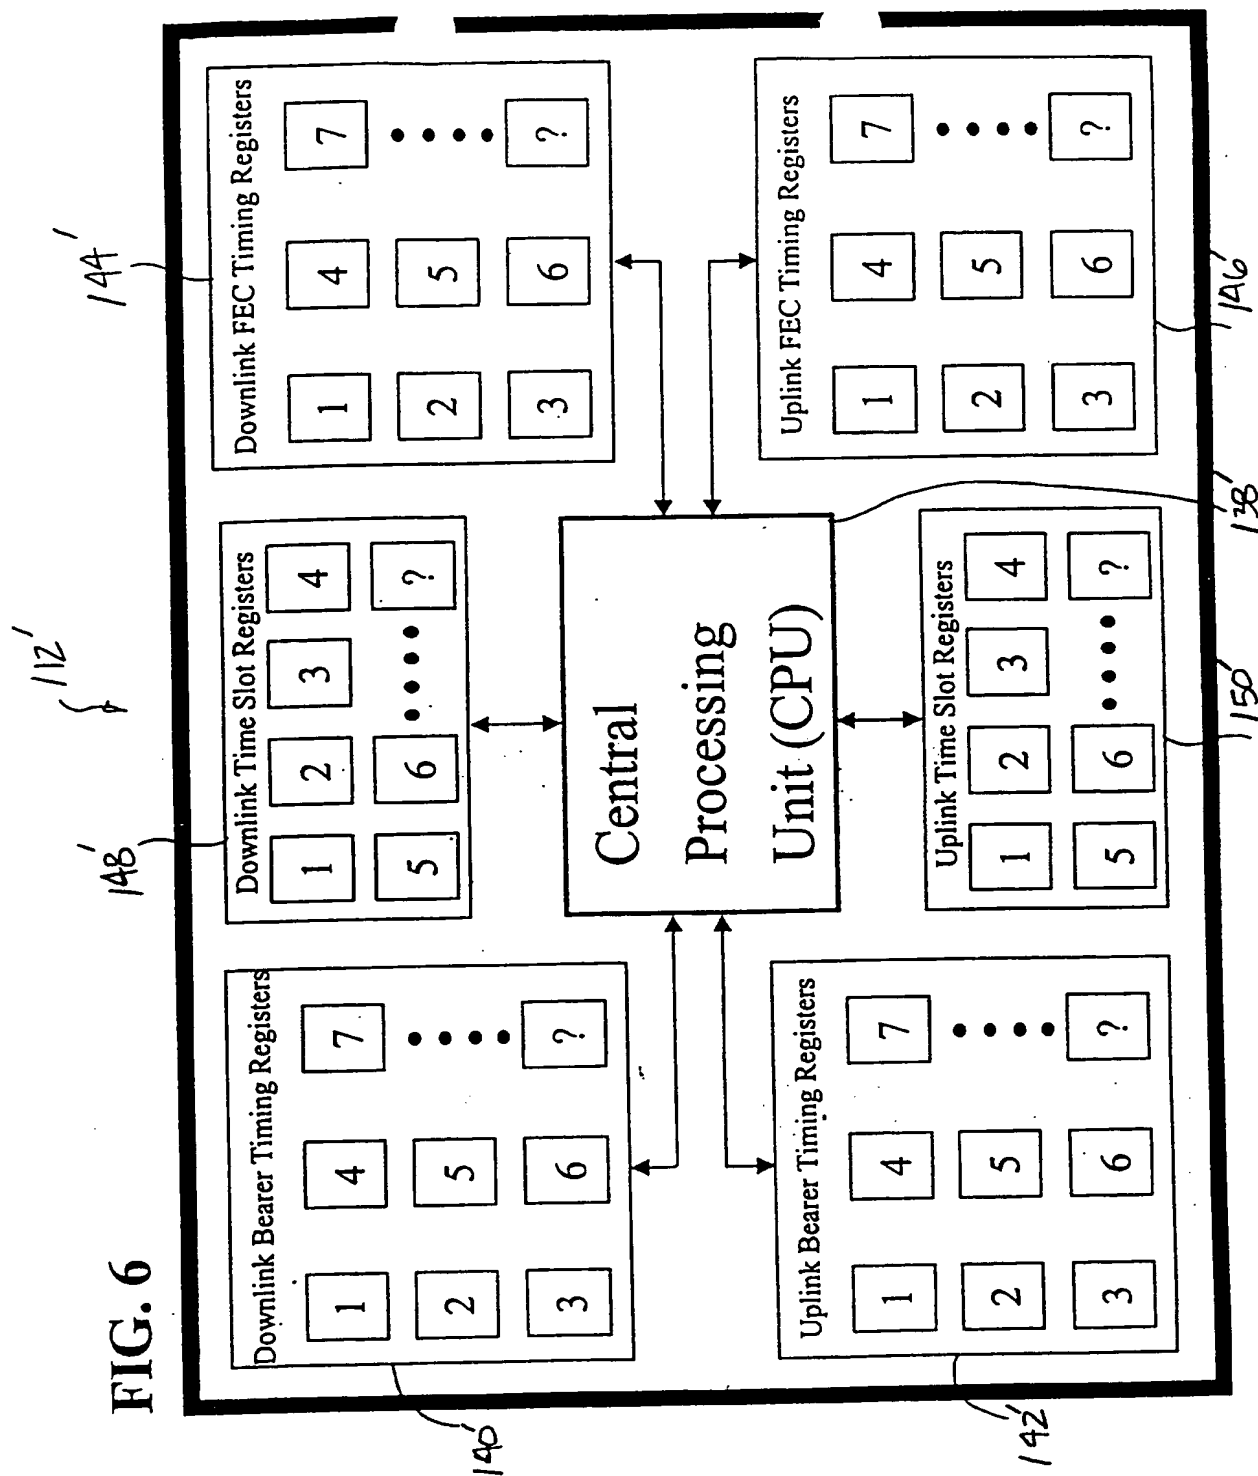 FIG. 6
112'
140'
Downlink Bearer Timing Registers
1 4 7
2 5 ••••
3 6 ?
148'
Downlink Time Slot Registers
1 2 3 4
5 6 •••• ?
144'
Downlink FEC Timing Registers
1 4 7
2 5 ••••
3 6 ?
Central
Processing
Unit (CPU)
138'
142'
Uplink Bearer Timing Registers
1 4 7
2 5 ••••
3 6 ?
150'
Uplink Time Slot Registers
1 2 3 4
5 6 •••• ?
146'
Uplink FEC Timing Registers
1 4 7
2 5 ••••
3 6 ?